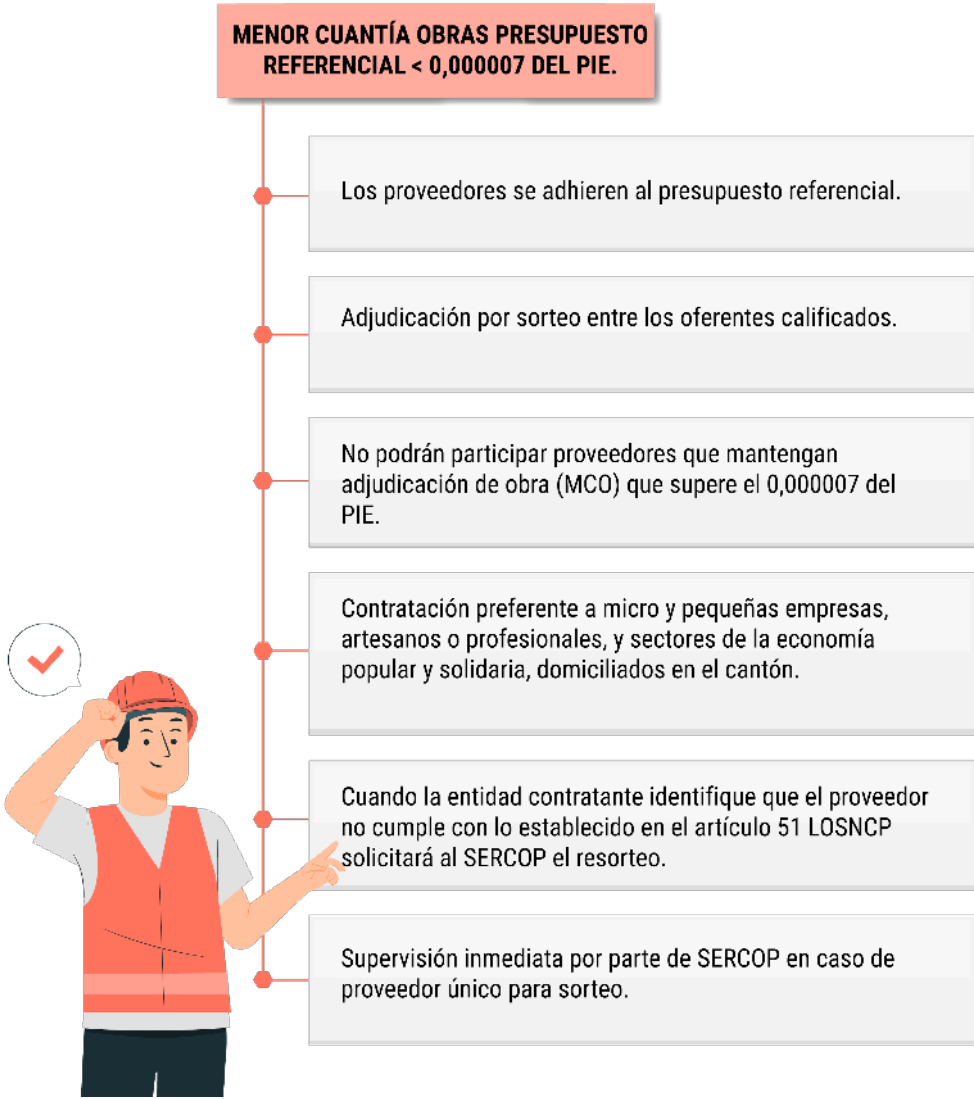 MENOR CUANTÍA OBRAS PRESUPUESTO
REFERENCIAL < 0,000007 DEL PIE.
Los proveedores se adhieren al presupuesto referencial.
Adjudicación por sorteo entre los oferentes calificados.
No podrán participar proveedores que mantengan
adjudicación de obra (MCO) que supere el 0,000007 del
PIE.
Contratación preferente a micro y pequeñas empresas,
artesanos o profesionales, y sectores de la economía
popular y solidaria, domiciliados en el cantón.
Cuando la entidad contratante identifique que el proveedor
no cumple con lo establecido en el artículo 51 LOSNCP
solicitará al SERCOP el resorteo.
Supervisión inmediata por parte de SERCOP en caso de
proveedor único para sorteo.